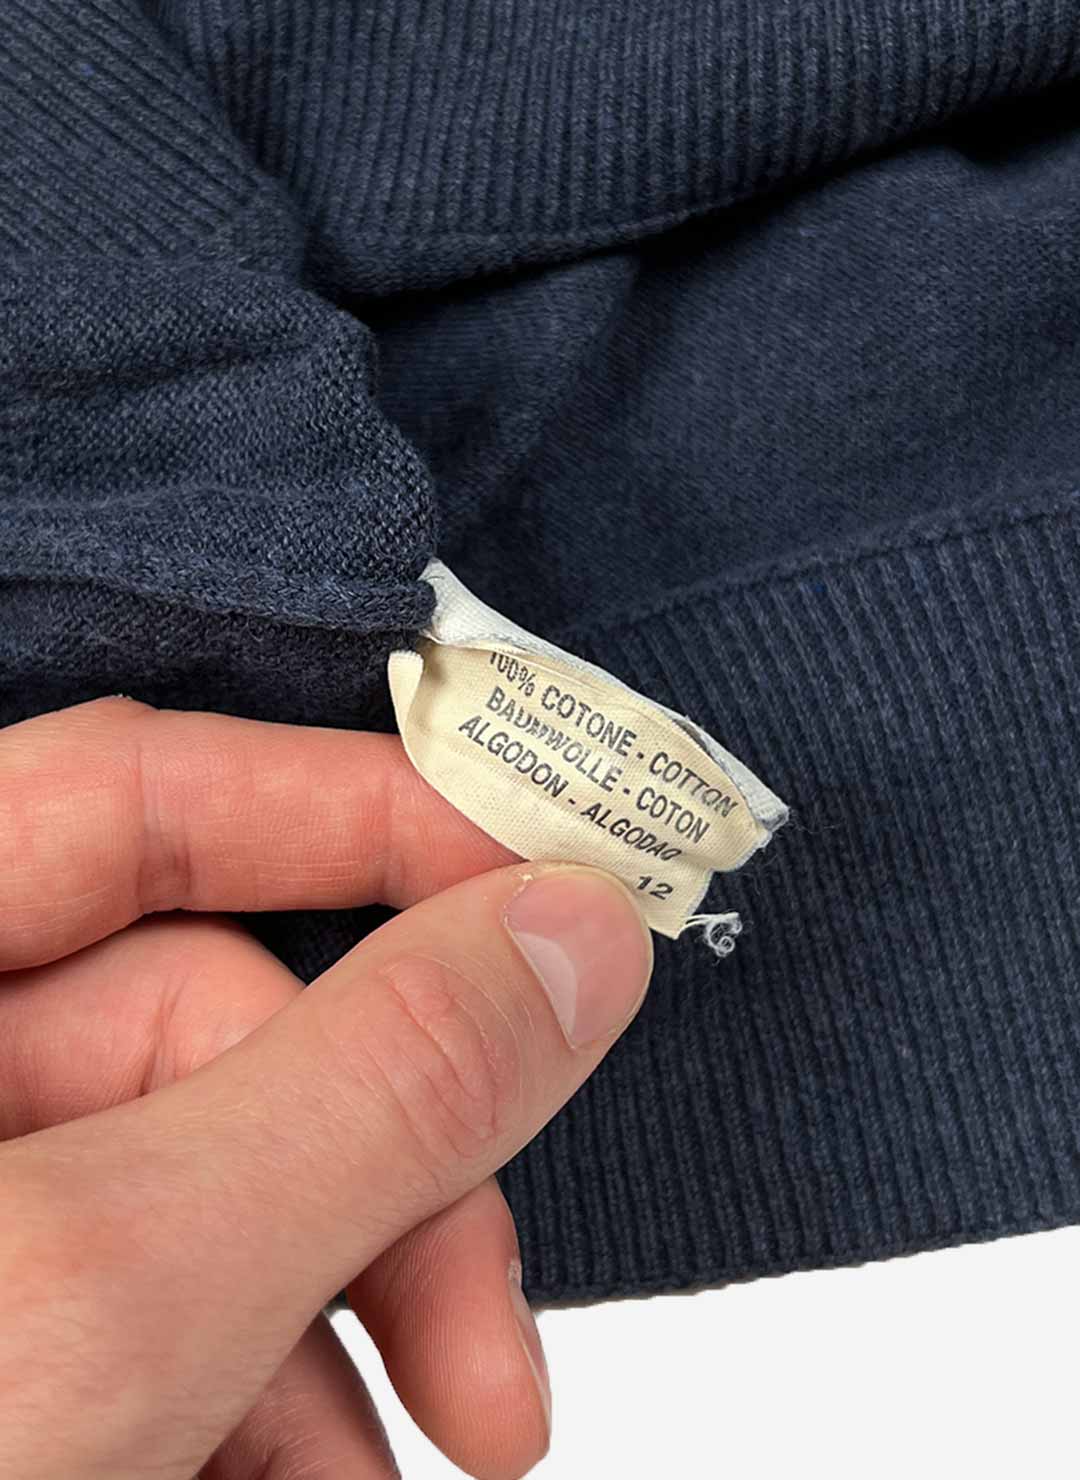 100% COTONE - COTTON
BAUMWOLLE - COTON
ALGODON - ALGODAO
12